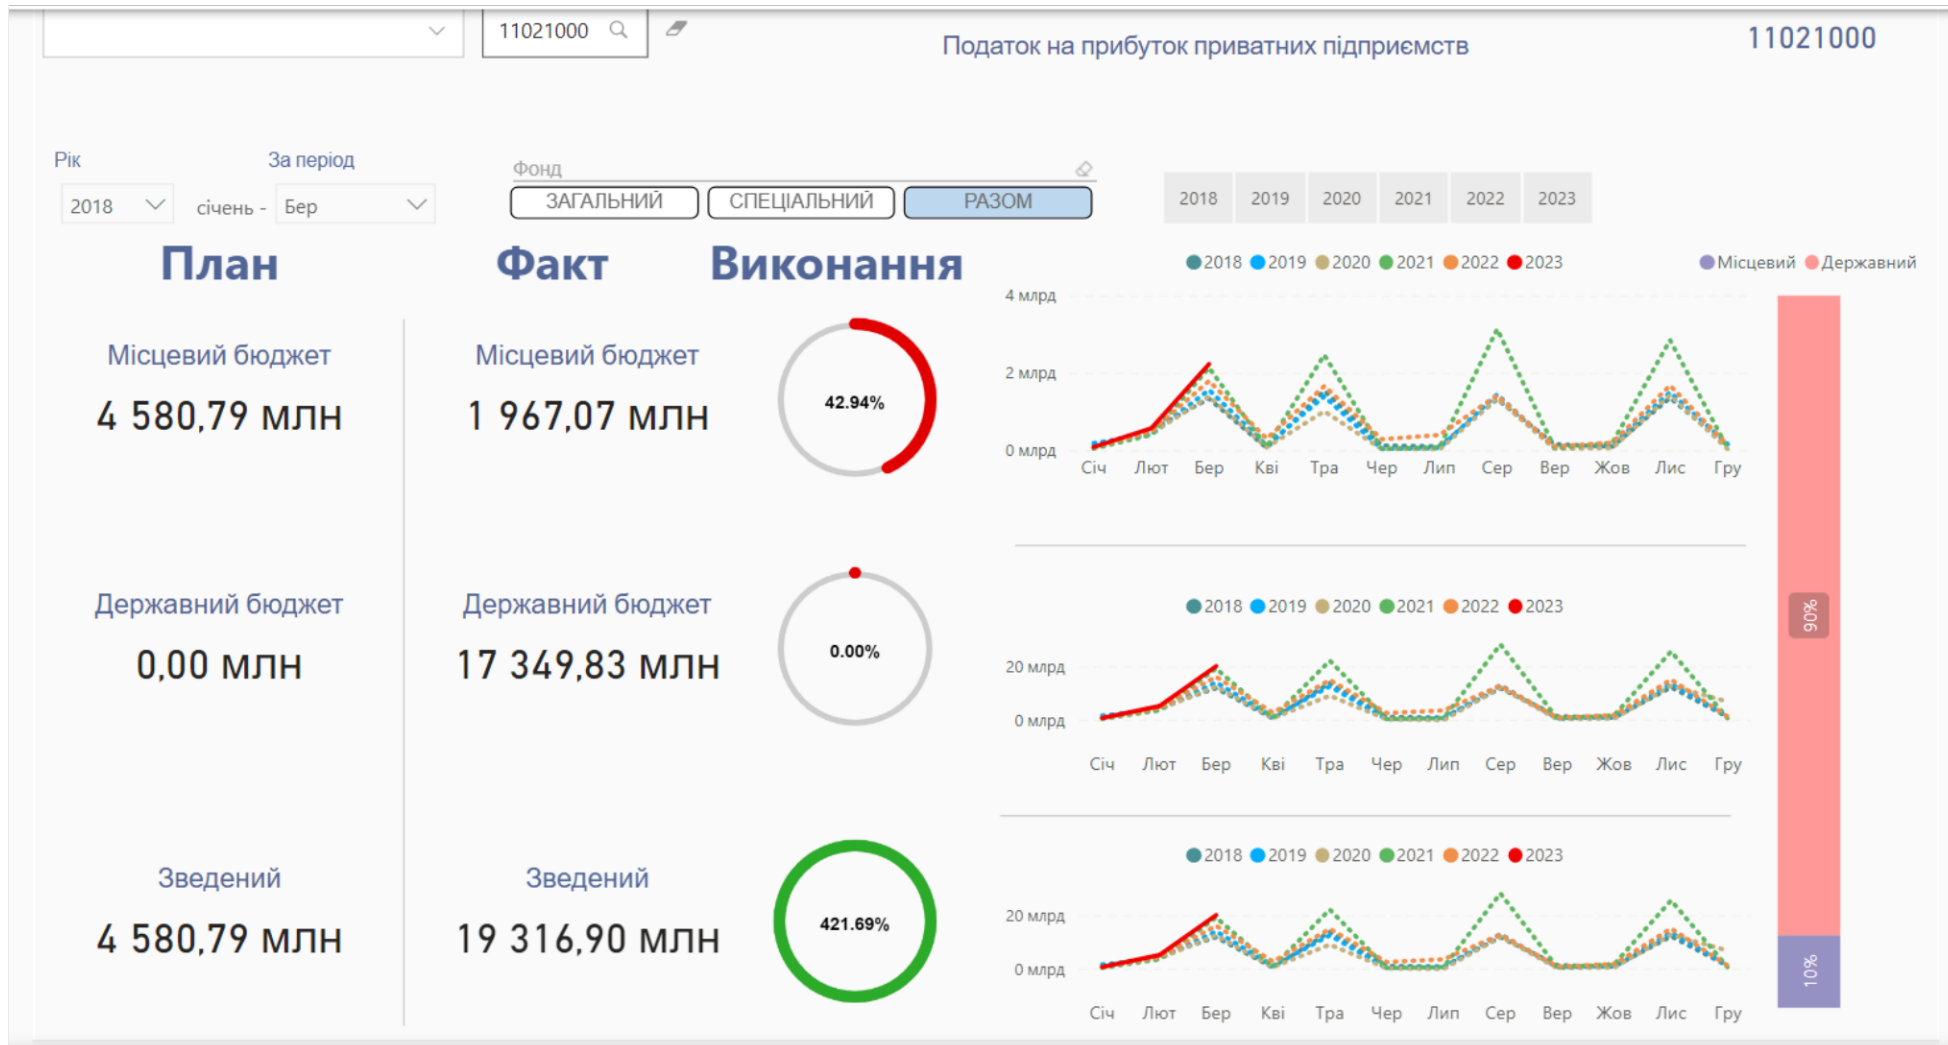 11021000
Податок на прибуток приватних підприємств
11021000
Рік
За період
2018
січень -
Бер
Фонд
ЗАГАЛЬНИЙ
СПЕЦІАЛЬНИЙ
РАЗОМ
2018 2019 2020 2021 2022 2023
План
Факт
Виконання
2018 2019 2020 2021 2022 2023
Місцевий Державний
Місцевий бюджет
4 580,79 млн
Місцевий бюджет
1 967,07 млн
42.94%
4 млрд
2 млрд
0 млрд
Січ Лют Бер Кві Тра Чер Лип Сер Вер Жов Лис Гру
Державний бюджет
0,00 млн
Державний бюджет
17 349,83 млн
0.00%
2018 2019 2020 2021 2022 2023
20 млрд
0 млрд
Січ Лют Бер Кві Тра Чер Лип Сер Вер Жов Лис Гру
90%
Зведений
4 580,79 млн
Зведений
19 316,90 млн
421.69%
2018 2019 2020 2021 2022 2023
20 млрд
0 млрд
Січ Лют Бер Кві Тра Чер Лип Сер Вер Жов Лис Гру
10%